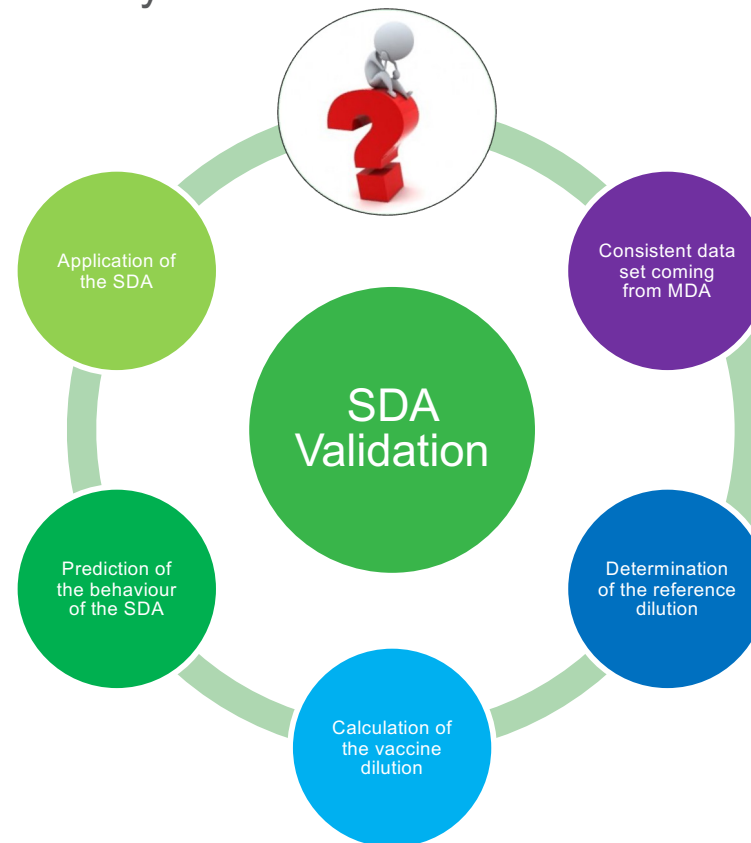 Consistent data
set coming
from MDA
Application of
the SDA
SDA
Validation
Determination
of the reference
dilution
Prediction of
the behaviour
of the SDA
Calculation of
the vaccine
dilution